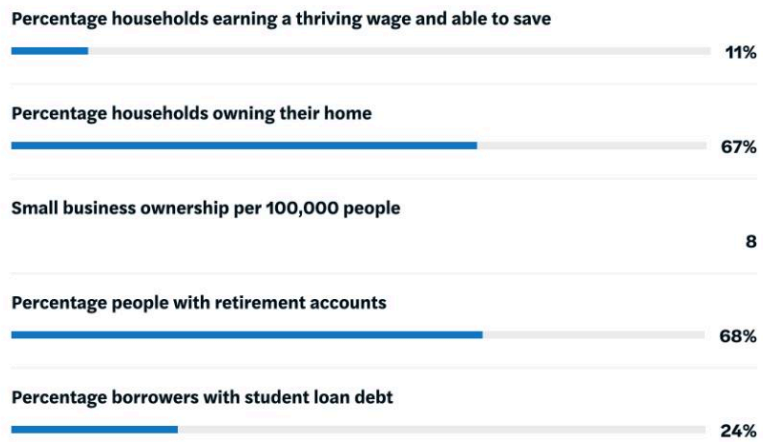 Percentage households earning a thriving wage and able to save
11%
Percentage households owning their home
67%
Small business ownership per 100,000 people
8
Percentage people with retirement accounts
68%
Percentage borrowers with student loan debt
24%